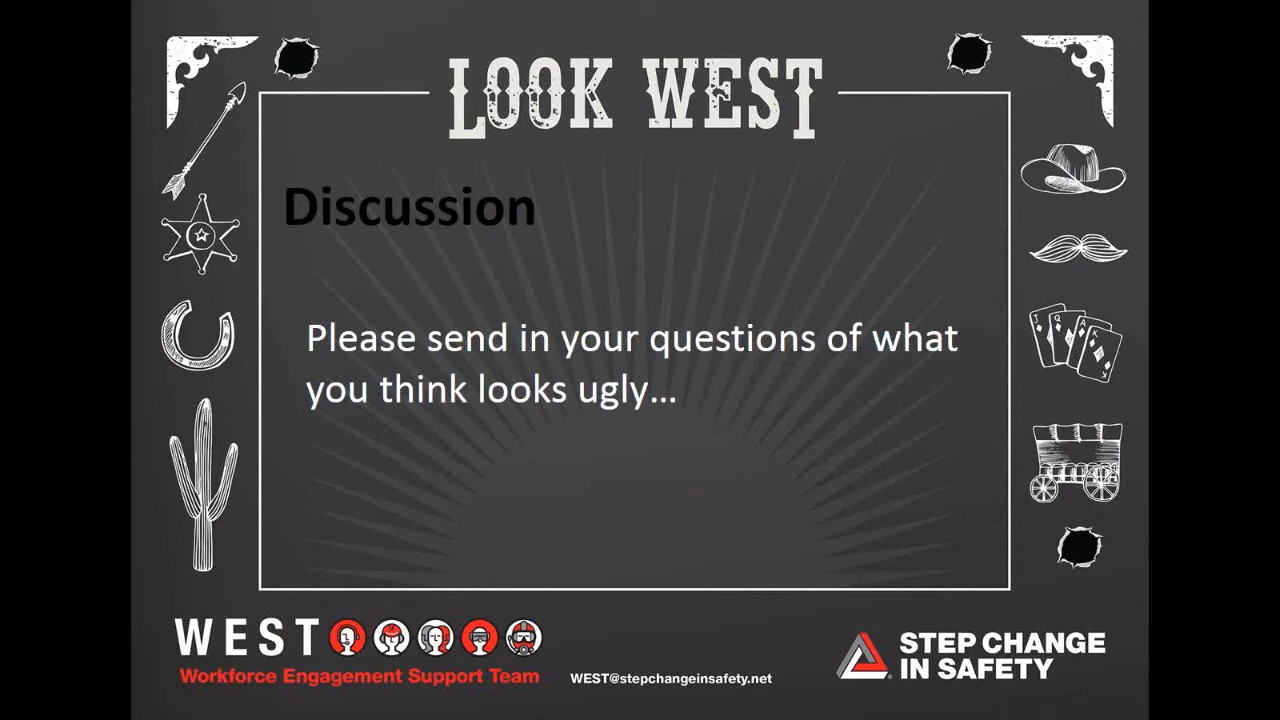 LOOK WEST
Discussion
Please send in your questions of what
you think looks ugly...
J Q A K
WEST
Workforce Engagement Support Team
WEST@stepchangeinsafety.net
STEP CHANGE
IN SAFETY